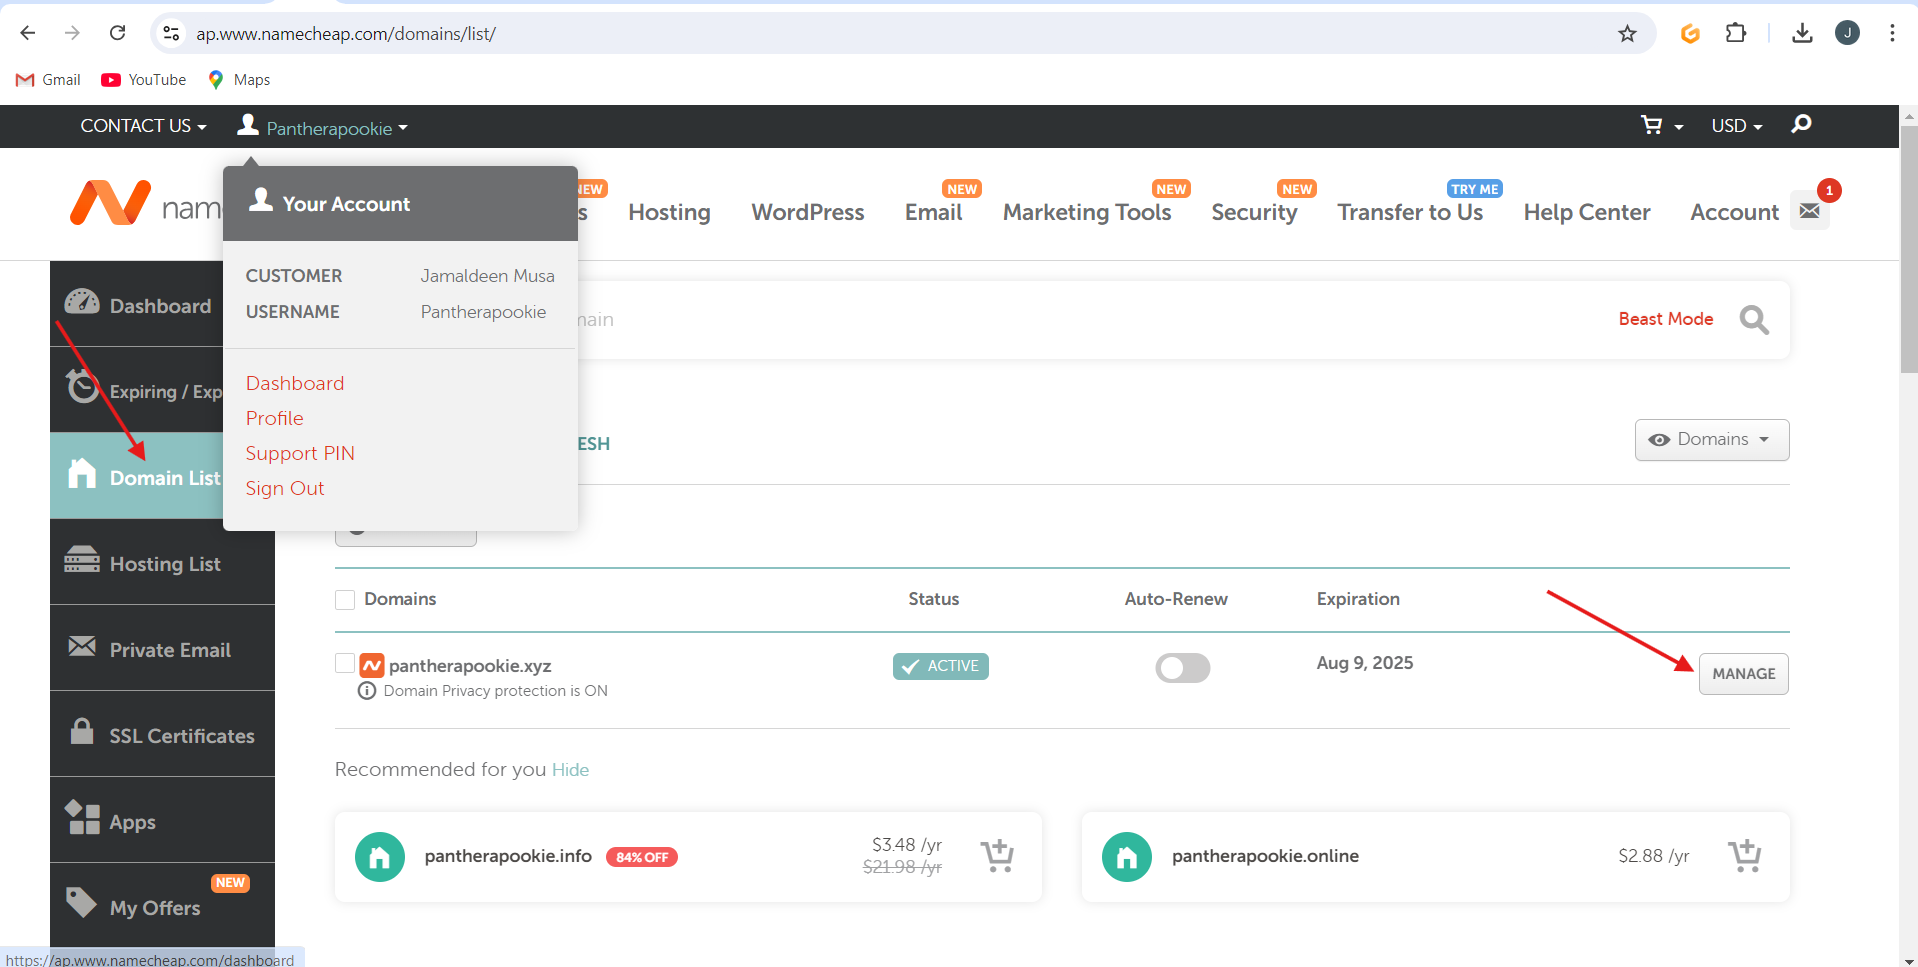 ap.www.namecheap.com/domains/list/
J
Gmail YouTube Maps
CONTACT US Pantherapookie USD
NEW NEW NEW NEW TRY ME 1
name s Hosting WordPress Email Marketing Tools Security Transfer to Us Help Center Account
Your Account
CUSTOMER Jamaldeen Musa
USERNAME Pantherapookie
Dashboard
Profile
Support PIN
Sign Out
Dashboard
Expiring / Exp
Domain List
Hosting List
Private Email
SSL Certificates
Apps
NEW
My Offers
main Beast Mode
ESH Domains
Domains Status Auto-Renew Expiration
pantherapookie.xyz ACTIVE Aug 9, 2025 MANAGE
Domain Privacy protection is ON
Recommended for you Hide
pantherapookie.info 84% OFF $3.48 /yr
$21.98 /yr
pantherapookie.online $2.88 /yr
https://ap.www.namecheap.com/dashboard